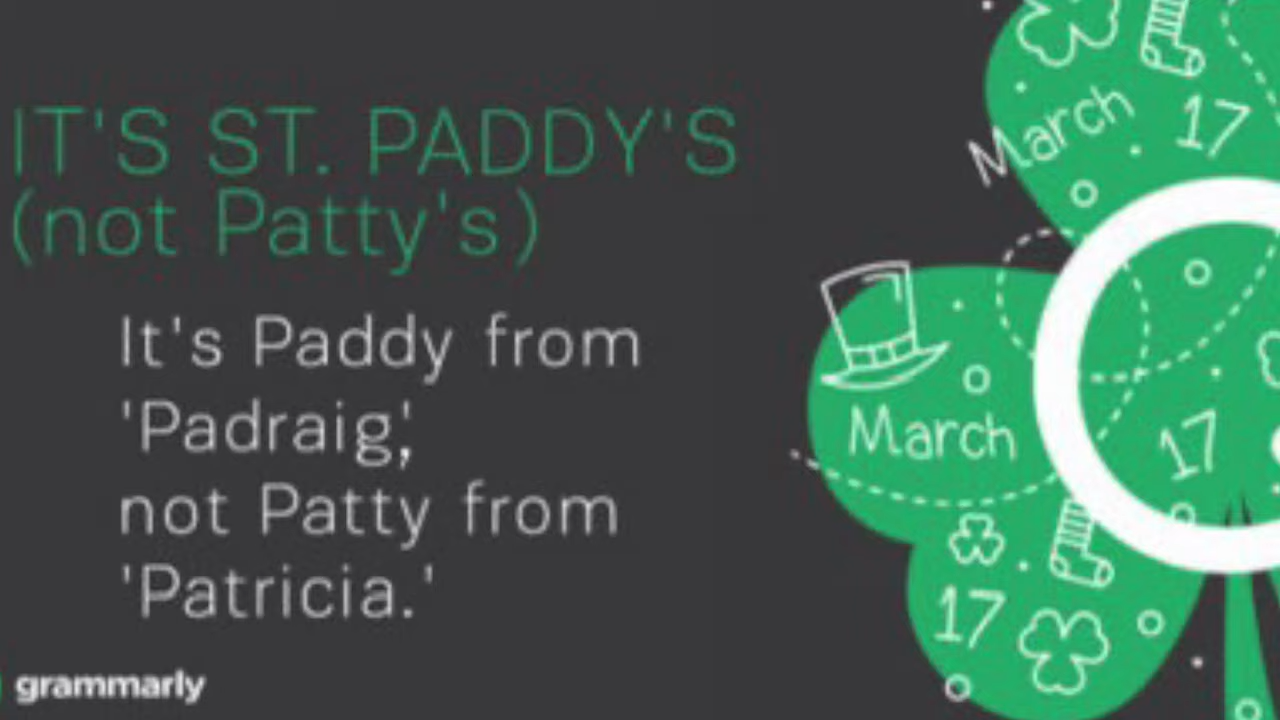 IT'S ST. PADDY'S
(not Patty's)
It's Paddy from
'Padraig,'
not Patty from
'Patricia.'
grammarly
March
17
March
17
17